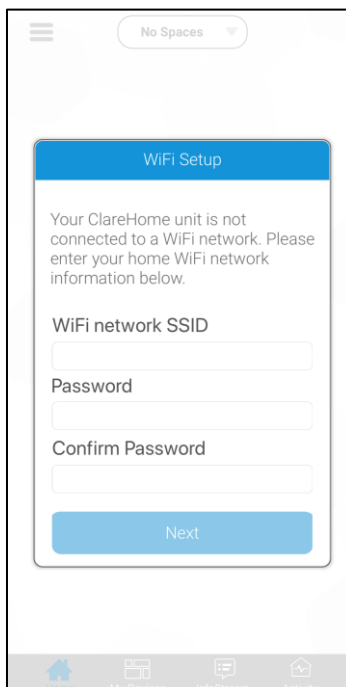 No Spaces
WiFi Setup
Your ClareHome unit is not
connected to a WiFi network. Please
enter your home WiFi network
information below.
WiFi network SSID
Password
Confirm Password
Next